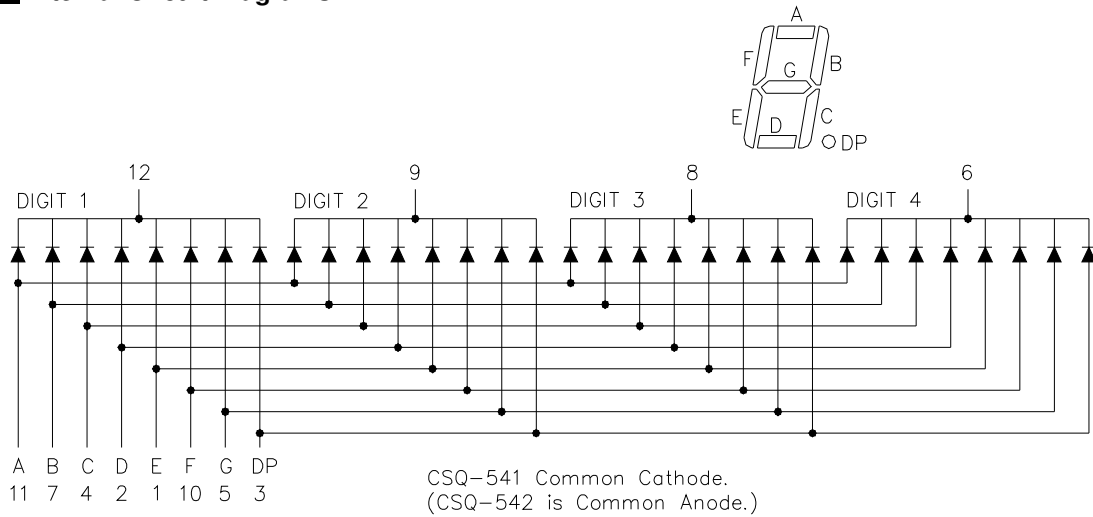 A
F
B
G
E
D
C
DP
12
9
8
6
DIGIT 1
DIGIT 2
DIGIT 3
DIGIT 4
A B C D E F G DP
11 7 4 2 1 10 5 3
CSQ-541 Common Cathode.
(CSQ-542 is Common Anode.)